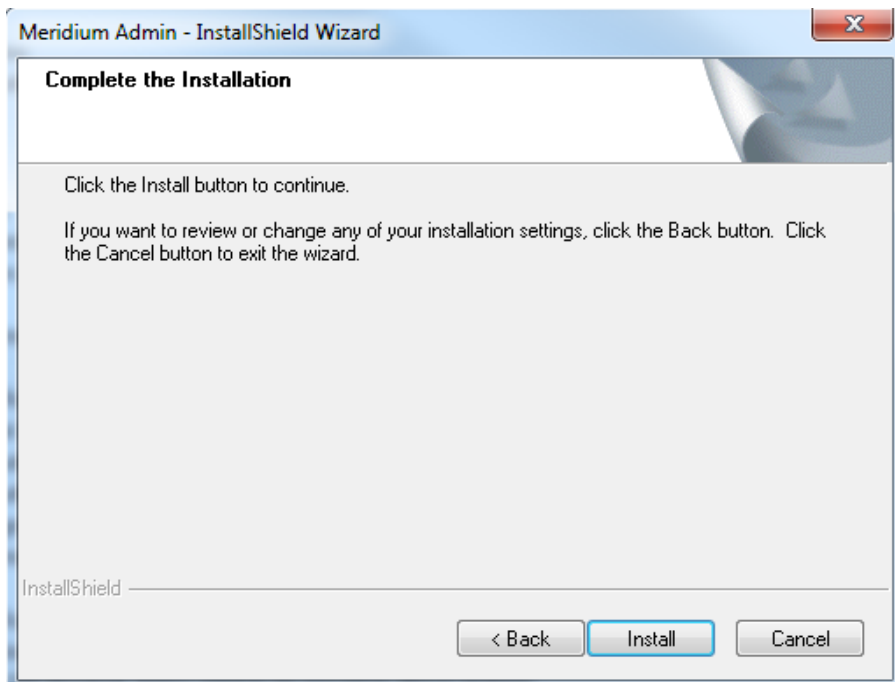 Meridium Admin - InstallShield Wizard
Complete the Installation
Click the Install button to continue.
If you want to review or change any of your installation settings, click the Back button.  Click
the Cancel button to exit the wizard.
InstallShield
< Back
Install
Cancel